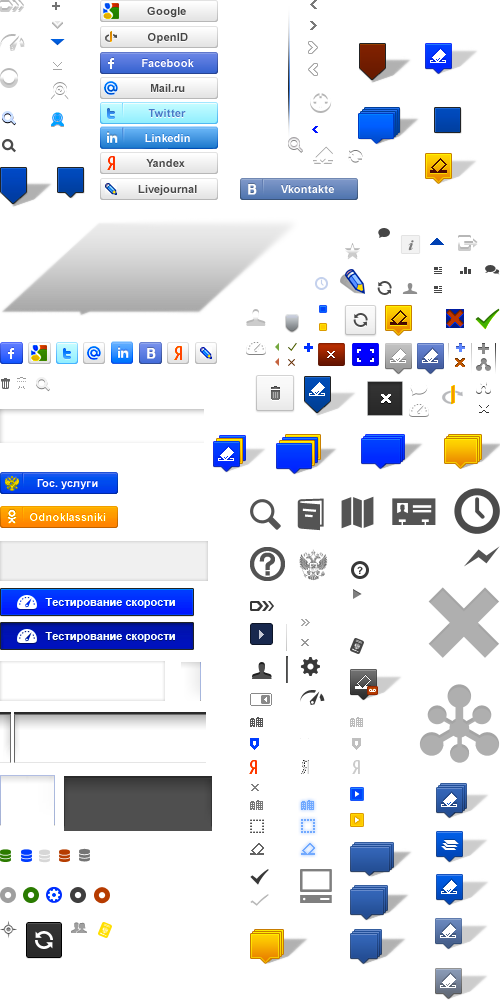 Google
OpenID
Facebook
Mail.ru
Twitter
Linkedin
Yandex
Livejournal
Vkontakte
Гос. услуги
Odnoklassniki
Тестирование скорости
Тестирование скорости